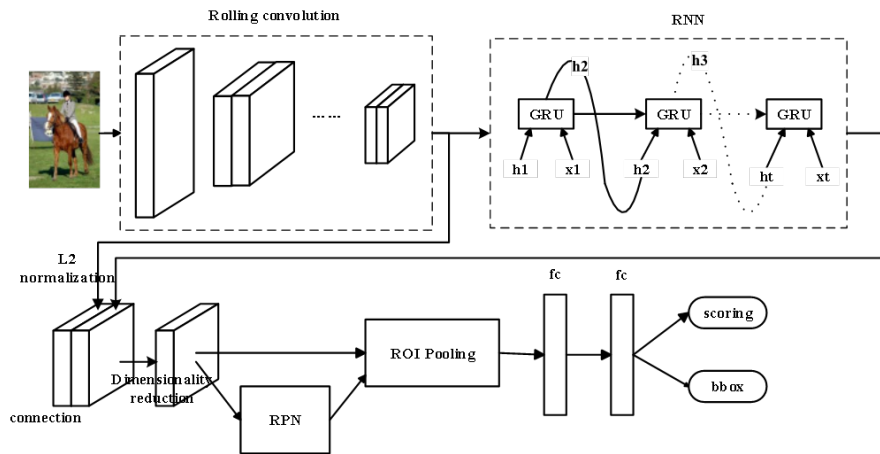 Rolling convolution
RNN
h2
h3
......
GRU
GRU
GRU
h1
x1
h2
x2
ht
xt
L2
normalization
fc
fc
scoring
ROI Pooling
Dimensionality
reduction
bbox
connection
RPN